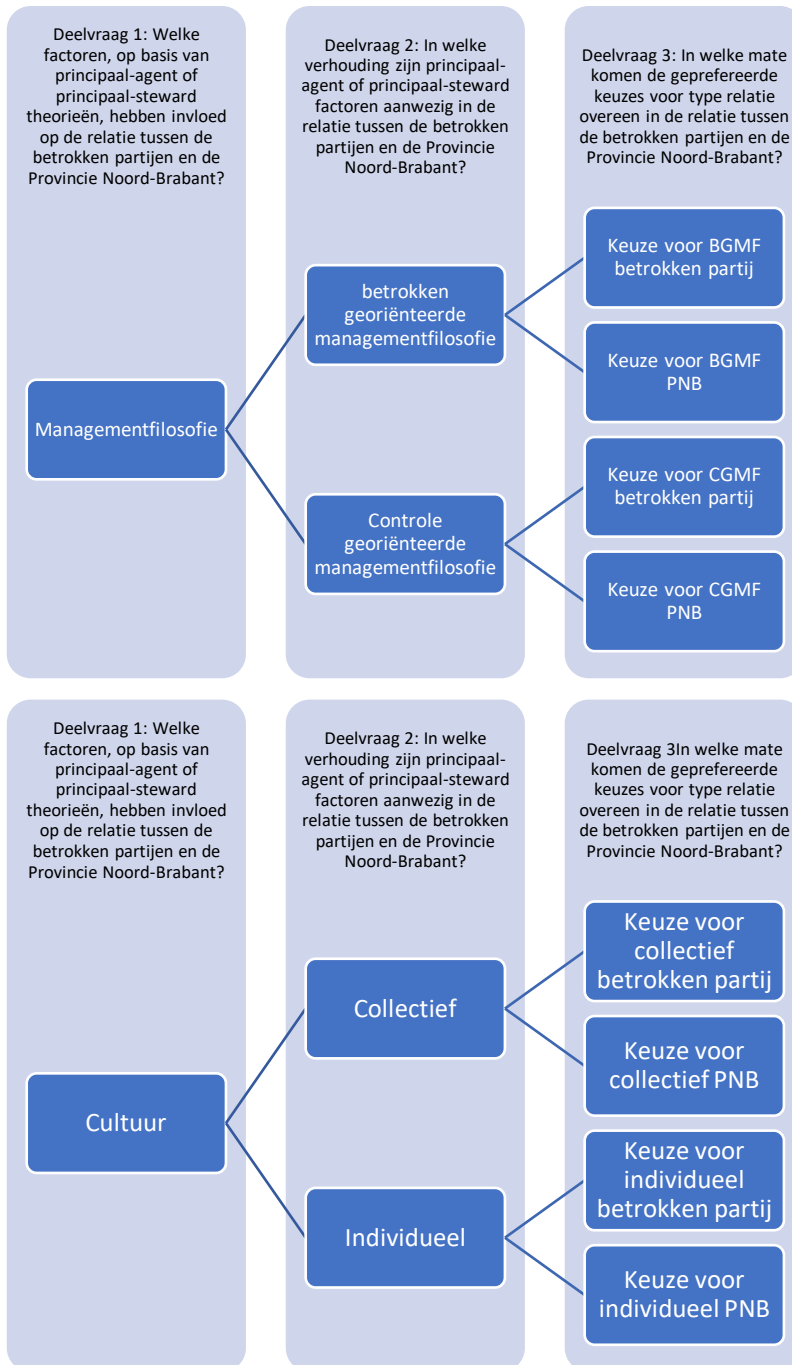 Deelvraag 1: Welke
factoren, op basis van
principaal-agent of
principaal-steward
theorieën, hebben invloed
op de relatie tussen de
betrokken partijen en de
Provincie Noord-Brabant?
Managementfilosofie
Deelvraag 2: In welke
verhouding zijn principaal-
agent of principaal-steward
factoren aanwezig in de
relatie tussen de betrokken
partijen en de Provincie
Noord-Brabant?
betrokken
georiënteerde
managementfilosofie
Controle
georiënteerde
managementfilosofie
Deelvraag 3: In welke mate
komen de geprefereerde
keuzes voor type relatie
overeen in de relatie tussen
de betrokken partijen en de
Provincie Noord-Brabant?
Keuze voor BGMF
betrokken partij
Keuze voor BGMF
PNB
Keuze voor CGMF
betrokken partij
Keuze voor CGMF
PNB
Deelvraag 1: Welke
factoren, op basis van
principaal-agent of
principaal-steward
theorieën, hebben invloed
op de relatie tussen de
betrokken partijen en de
Provincie Noord-Brabant?
Cultuur
Deelvraag 2: In welke
verhouding zijn principaal-
agent of principaal-steward
factoren aanwezig in de
relatie tussen de betrokken
partijen en de Provincie
Noord-Brabant?
Collectief
Individueel
Deelvraag 3In welke mate
komen de geprefereerde
keuzes voor type relatie
overeen in de relatie tussen
de betrokken partijen en de
Provincie Noord-Brabant?
Keuze voor
collectief
betrokken partij
Keuze voor
collectief PNB
Keuze voor
individueel
betrokken partij
Keuze voor
individueel PNB